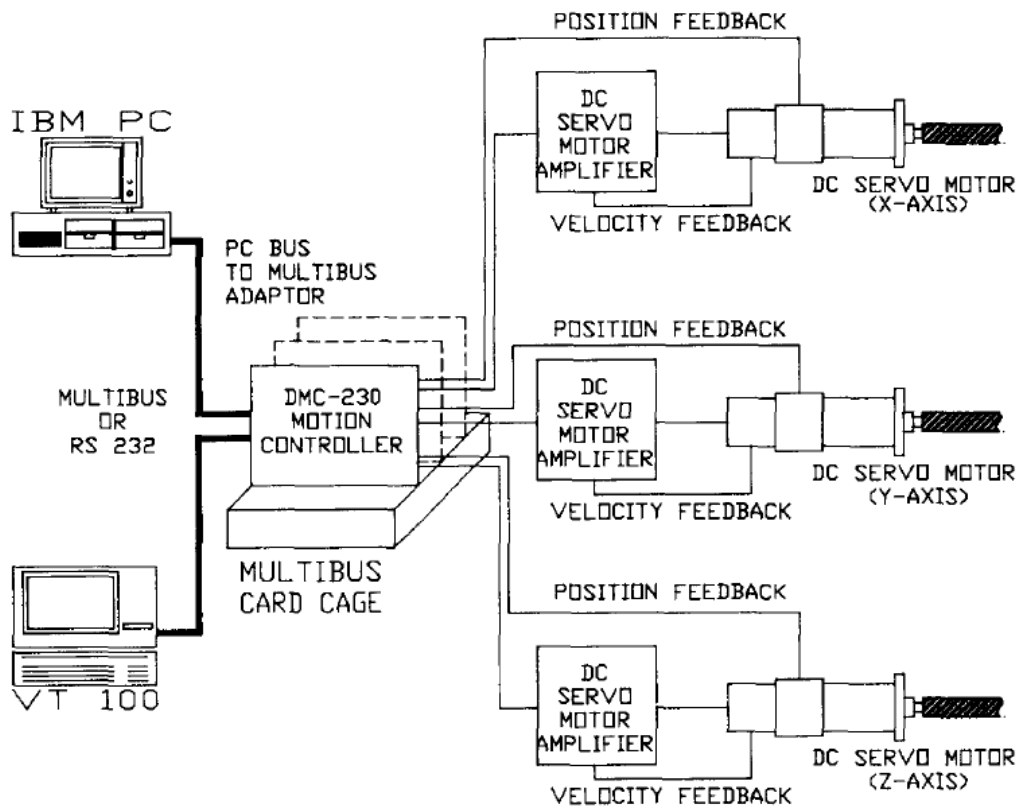 POSITION FEEDBACK
DC
SERVO
MOTOR
AMPLIFIER
DC SERVO MOTOR
(X-AXIS)
VELOCITY FEEDBACK
IBM PC
PC BUS
TO MULTIBUS
ADAPTOR
MULTIBUS
OR
RS 232
DMC-230
MOTION
CONTROLLER
POSITION FEEDBACK
DC
SERVO
MOTOR
AMPLIFIER
DC SERVO MOTOR
(Y-AXIS)
VELOCITY FEEDBACK
MULTIBUS
CARD CAGE
VT 100
POSITION FEEDBACK
DC
SERVO
MOTOR
AMPLIFIER
DC SERVO MOTOR
(Z-AXIS)
VELOCITY FEEDBACK